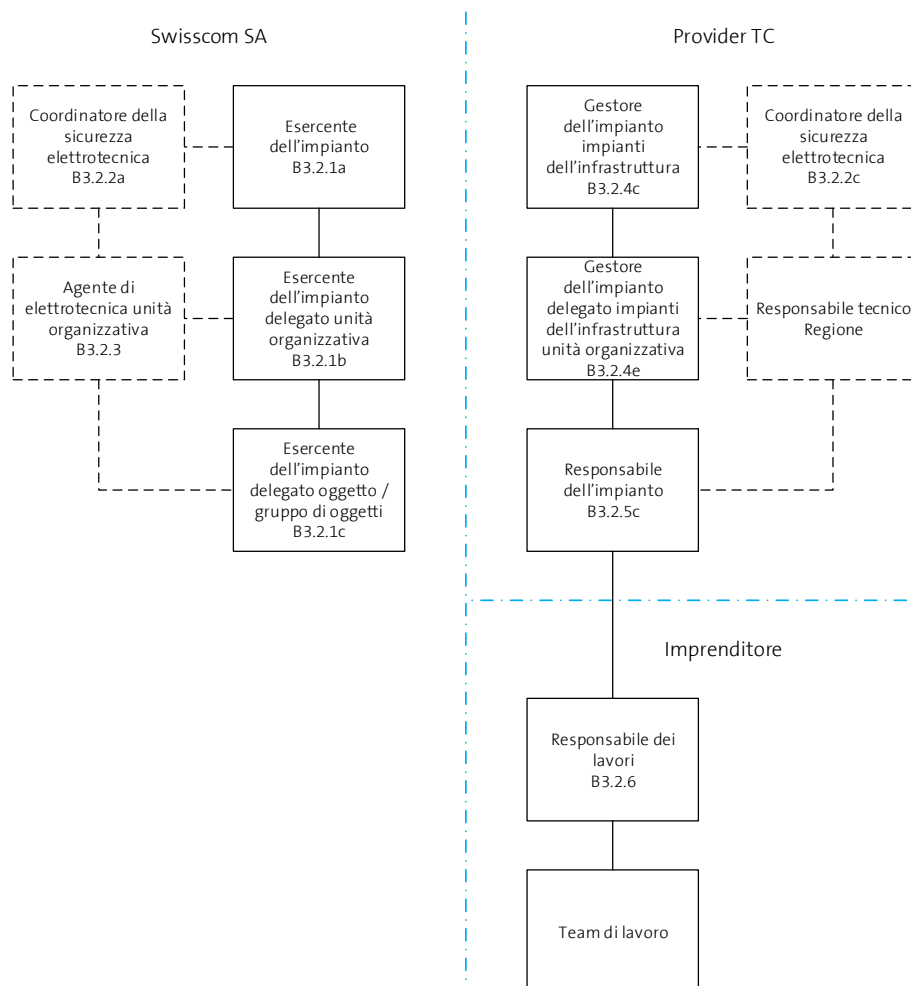 Swisscom SA
Provider TC
Coordinatore della
sicurezza
elettrotecnica
B3.2.2a
Esercente
dell'impianto
B3.2.1a
Gestore
dell'impianto
impianti
dell'infrastruttura
B3.2.4c
Coordinatore della
sicurezza
elettrotecnica
B3.2.2c
Agente di
elettrotecnica unità
organizzativa
B3.2.3
Esercente
dell'impianto
delegato unità
organizzativa
B3.2.1b
Gestore
dell'impianto
delegato impianti
dell'infrastruttura
unità organizzativa
B3.2.4e
Responsabile tecnico
Regione
Esercente
dell'impianto
delegato oggetto /
gruppo di oggetti
B3.2.1c
Responsabile
dell'impianto
B3.2.5c
Imprenditore
Responsabile dei
lavori
B3.2.6
Team di lavoro